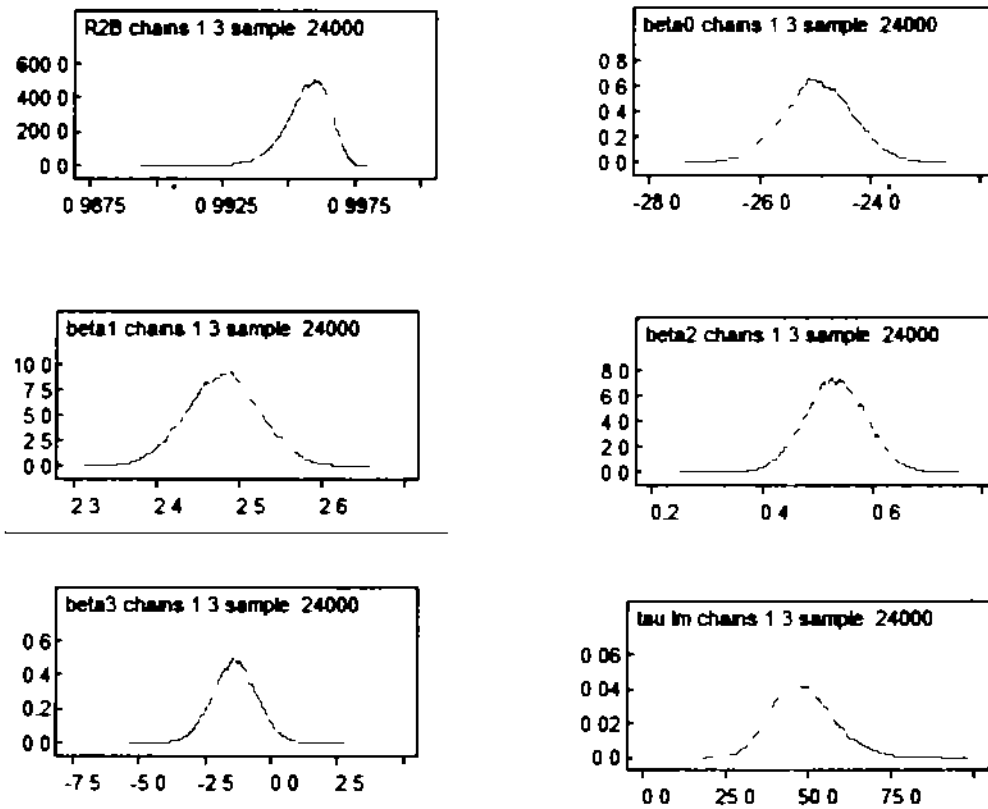 R2B chains 1 3 sample 24000
600 0
400 0
200 0
0 0
0 9875 0 9925 0 9975
beta0 chains 1 3 sample 24000
0 8
0 6
0 4
0 2
0 0
-28 0 -26 0 -24 0
beta1 chains 1 3 sample 24000
10 0
7 5
5 0
2 5
0 0
2 3 2 4 2 5 2 6
beta2 chains 1 3 sample 24000
8 0
6 0
4 0
2 0
0 0
0.2 0 4 0 6
beta3 chains 1 3 sample 24000
0 6
0 4
0.2
0 0
-7 5 -5 0 -2 5 0 0 2 5
tau lm chains 1 3 sample 24000
0 06
0 04
0 02
0 0
0 0 25 0 50 0 75 0